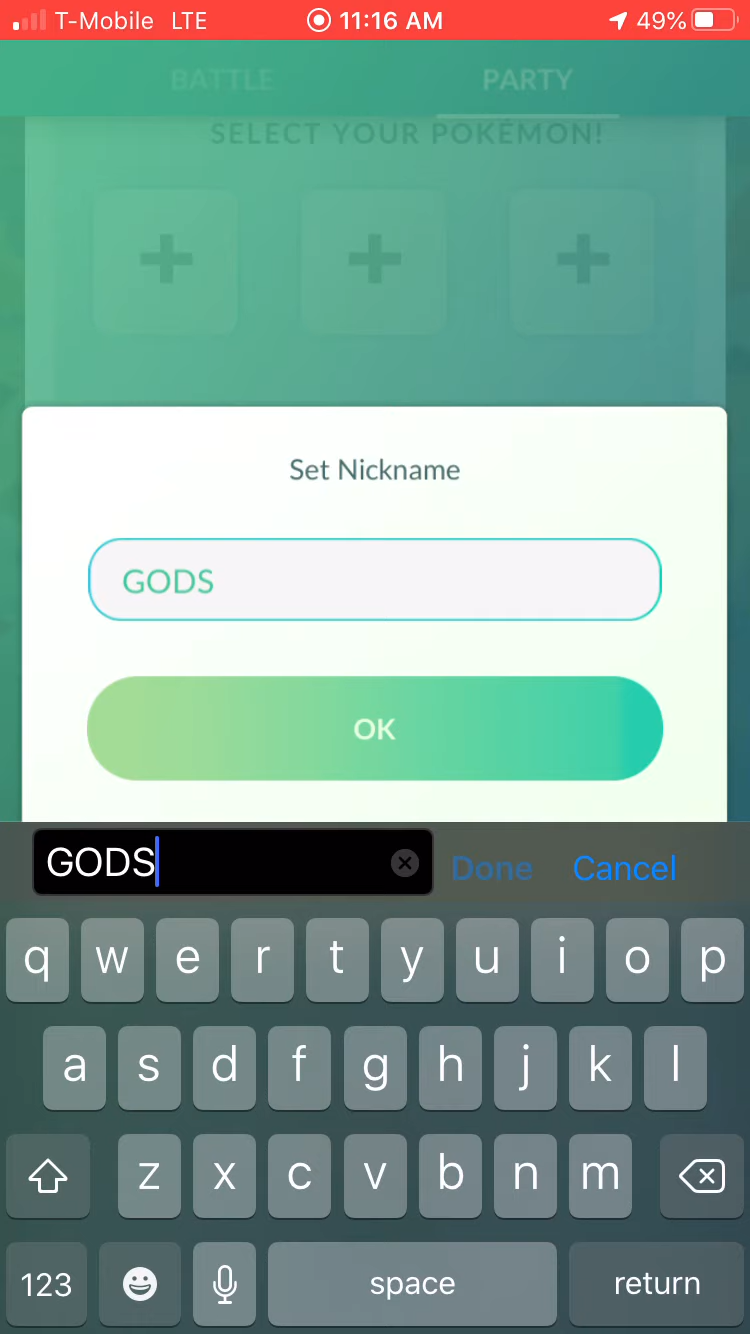 T-Mobile LTE 11:16 AM 49%
BATTLE PARTY
SELECT YOUR POKÉMON!
Set Nickname
GODS
OK
GODS Done Cancel
q w e r t y u i o p
a s d f g h j k l
z x c v b n m
123 space return